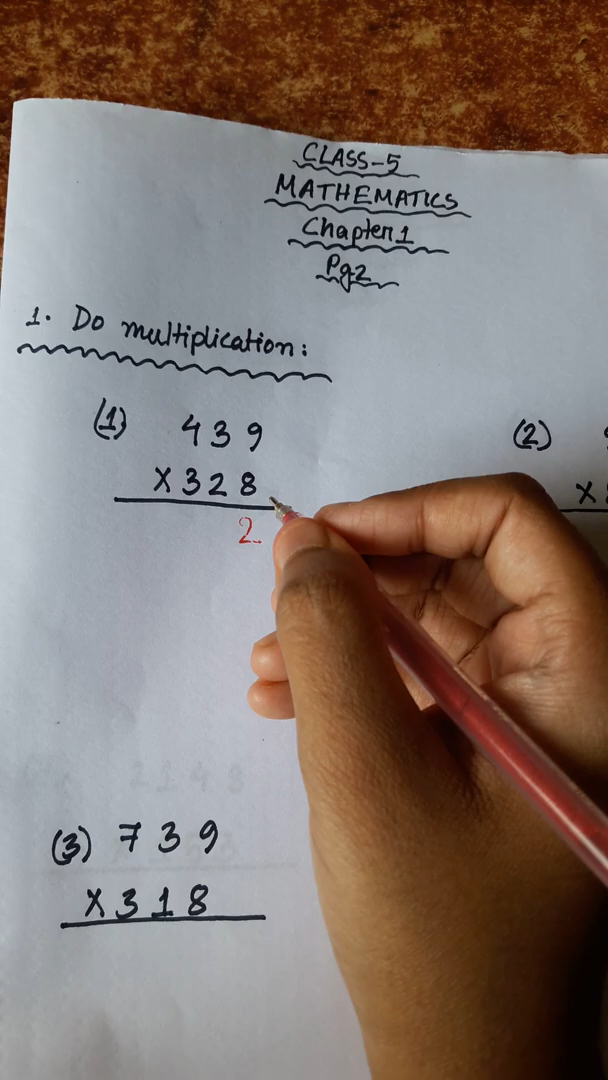 CLASS-5
MATHEMATICS
Chapter 1
Pg2
1. Do multiplication:
(1) 439
X328
2
(2)
X
(3) 739
X318